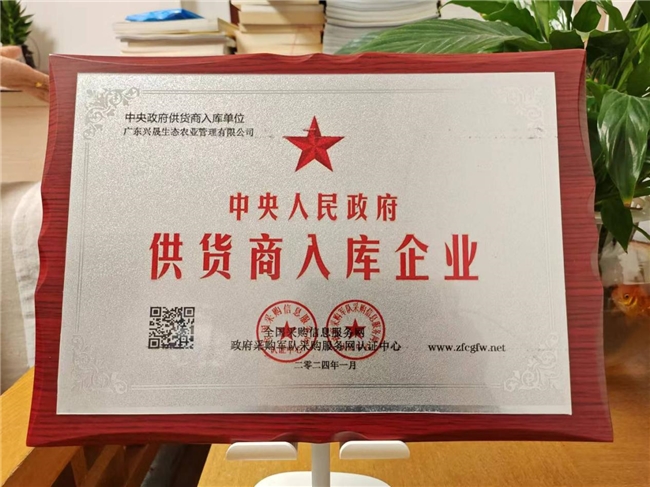 中央政府供货商入库单位
广东兴晟生态农业管理有限公司
中央人民政府
供货商入库企业
全国采购信息服务网
政府采购军队采购服务网认证中心
www.zfcgfw.net
二零二四年一月